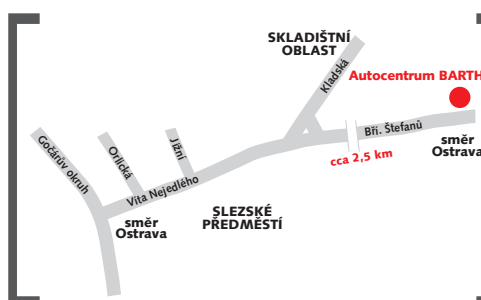 SKLADIŠTNÍ
OBLAST
Kladská
Autocentrum BARTH
Bří. Štefanů
směr
Ostrava
cca 2,5 km
Gočárův okruh
Orlická
Jižní
Víta Nejedlého
směr
Ostrava
SLEZSKÉ
PŘEDMĚSTÍ